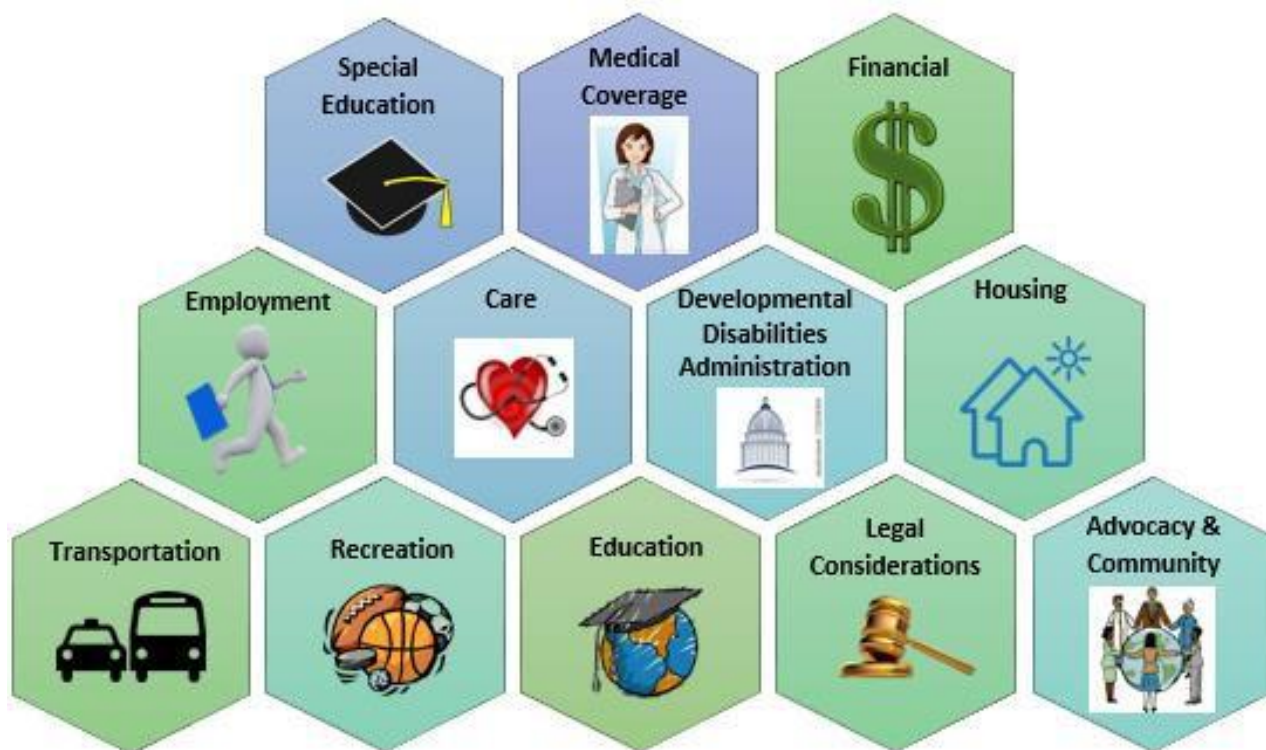 Special
Education
Medical
Coverage
Financial
Employment
Care
Developmental
Disabilities
Administration
Housing
Transportation
Recreation
Education
Legal
Considerations
Advocacy &
Community